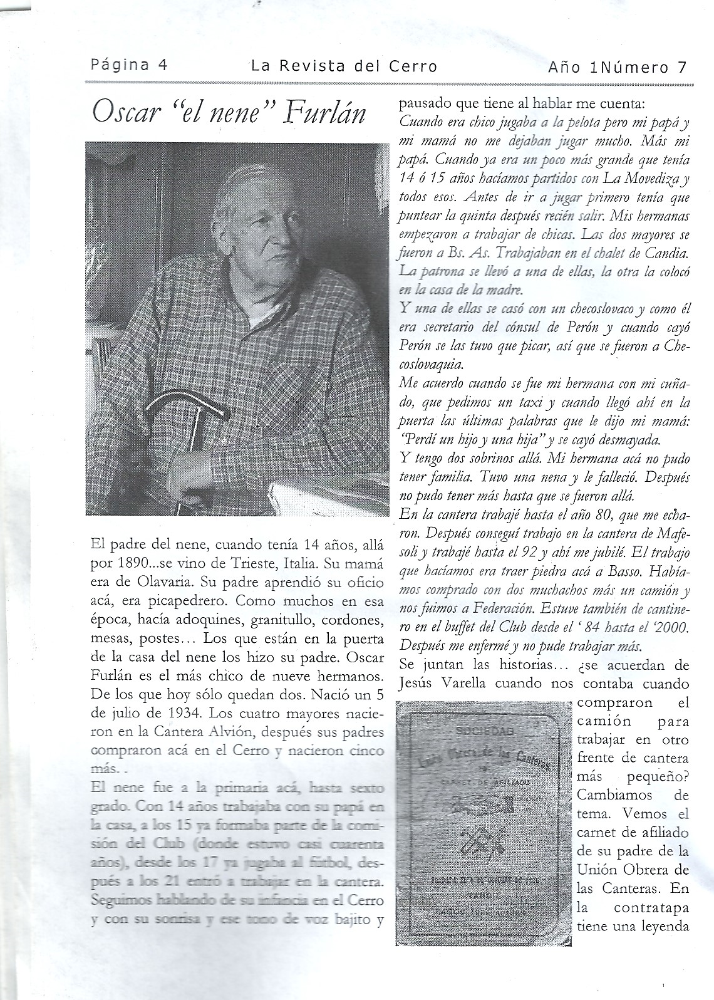 Página 4
La Revista del Cerro
Año 1Número 7
Oscar “el nene” Furlán
El padre del nene, cuando tenía 14 años, allá
por 1890...se vino de Trieste, Italia. Su mamá
era de Olavaria. Su padre aprendió su oficio
acá, era picapedrero. Como muchos en esa
época, hacía adoquines, granitullo, cordones,
mesas, postes… Los que están en la puerta
de la casa del nene los hizo su padre. Oscar
Furlán es el más chico de nueve hermanos.
De los que hoy sólo quedan dos. Nació un 5
de julio de 1934. Los cuatro mayores nacie-
ron en la Cantera Alvión, después sus padres
compraron acá en el Cerro y nacieron cinco
más. .
El nene fue a la primaria acá, hasta sexto
grado. Con 14 años trabajaba con su papá en
la casa, a los 15 ya formaba parte de la comi-
sión del Club (donde estuvo casi cuarenta
años), desde los 17 ya jugaba al fútbol, des-
pués a los 21 entró a trabajar en la cantera.
Seguimos hablando de su infancia en el Cerro
y con su sonrisa y ese tono de voz bajito y
pausado que tiene al hablar me cuenta:
Cuando era chico jugaba a la pelota pero mi papá y
mi mamá no me dejaban jugar mucho. Más mi
papá. Cuando ya era un poco más grande que tenía
14 ó 15 años hacíamos partidos con La Movediza y
todos esos. Antes de ir a jugar primero tenía que
puntear la quinta después recién salir. Mis hermanas
empezaron a trabajar de chicas. Las dos mayores se
fueron a Bs. As. Trabajaban en el chalet de Candia.
La patrona se llevó a una de ellas, la otra la colocó
en la casa de la madre.
Y una de ellas se casó con un checoslovaco y como él
era secretario del cónsul de Perón y cuando cayó
Perón se las tuvo que picar, así que se fueron a Che-
coslovaquia.
Me acuerdo cuando se fue mi hermana con mi cuña-
do, que pedimos un taxi y cuando llegó ahí en la
puerta las últimas palabras que le dijo mi mamá:
“Perdí un hijo y una hija” y se cayó desmayada.
Y tengo dos sobrinos allá. Mi hermana acá no pudo
tener familia. Tuvo una nena y le falleció. Después
no pudo tener más hasta que se fueron allá.
En la cantera trabajé hasta el año 80, que me echa-
ron. Después conseguí trabajo en la cantera de Mafe-
soli y trabajé hasta el 92 y ahí me jubilé. El trabajo
que hacíamos era traer piedra acá a Basso. Había-
mos comprado con dos muchachos más un camión y
nos fuimos a Federación. Estuve también de cantine-
ro en el buffet del Club desde el ‘ 84 hasta el ‘2000.
Después me enfermé y no pude trabajar más.
Se juntan las historias… ¿se acuerdan de
Jesús Varella cuando nos contaba cuando
compraron el
camión para
trabajar en otro
frente de cantera
más pequeño?
Cambiamos de
tema. Vemos el
carnet de afiliado
de su padre de la
Unión Obrera de
las Canteras. En
la contratapa
tiene una leyenda
SOCIEDAD
Unión Obrera de las Canteras
CARNET DE AFILIADO
TANDIL